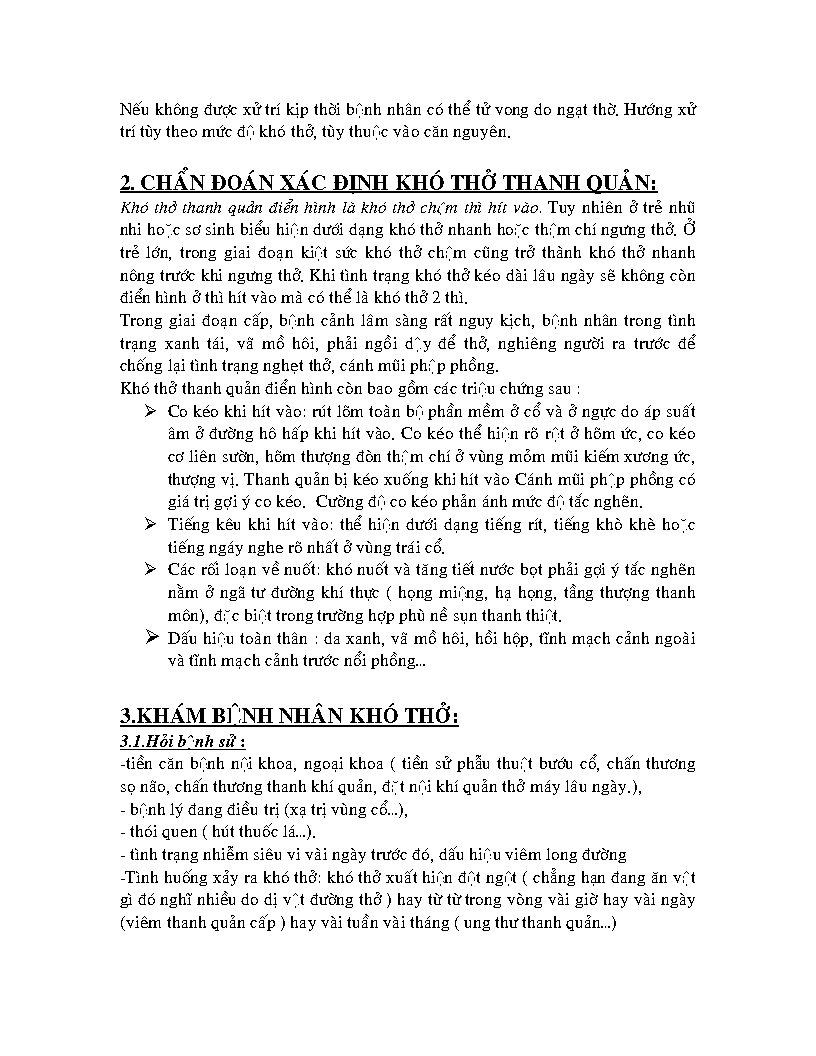 Nếu không được xử trí kịp thời bệnh nhân có thể tử vong do ngạt thở. Hướng xử
trí tùy theo mức độ khó thở, tùy thuộc vào căn nguyên.
2. CHẨN ĐOÁN XÁC ĐỊNH KHÓ THỞ THANH QUẢN:
Khó thở thanh quản điển hình là khó thở chậm thì hít vào. Tuy nhiên ở trẻ nhũ
nhi hoặc sơ sinh biểu hiện dưới dạng khó thở nhanh hoặc thậm chí ngưng thở. Ở
trẻ lớn, trong giai đoạn kiệt sức khó thở chậm cũng trở thành khó thở nhanh
nông trước khi ngưng thở. Khi tình trạng khó thở kéo dài lâu ngày sẽ không còn
điển hình ở thì hít vào mà có thể là khó thở 2 thì.
Trong giai đoạn cấp, bệnh cảnh lâm sàng rất nguy kịch, bệnh nhân trong tình
trạng xanh tái, vã mồ hôi, phải ngồi dậy để thở, nghiêng người ra trước để
chống lại tình trạng nghẹt thở, cánh mũi phập phồng.
Khó thở thanh quản điển hình còn bao gồm các triệu chứng sau :
➢ Co kéo khi hít vào: rút lõm toàn bộ phần mềm ở cổ và ở ngực do áp suất
âm ở đường hô hấp khi hít vào. Co kéo thể hiện rõ rệt ở hõm ức, co kéo
cơ liên sườn, hõm thượng đòn thậm chí ở vùng mỏm mũi kiếm xương ức,
thượng vị. Thanh quản bị kéo xuống khi hít vào Cánh mũi phập phồng có
giá trị gợi ý co kéo. Cường độ co kéo phản ánh mức độ tắc nghẽn.
➢ Tiếng kêu khi hít vào: thể hiện dưới dạng tiếng rít, tiếng khò khè hoặc
tiếng ngáy nghe rõ nhất ở vùng trái cổ.
➢ Các rối loạn về nuốt: khó nuốt và tăng tiết nước bọt phải gợi ý tắc nghẽn
nằm ở ngã tư đường khí thực ( họng miệng, hạ họng, tầng thượng thanh
môn), đặc biệt trong trường hợp phù nề sụn thanh thiệt.
➢ Dấu hiệu toàn thân : da xanh, vã mồ hôi, hồi hộp, tĩnh mạch cảnh ngoài
và tĩnh mạch cảnh trước nổi phồng...
3.KHÁM BỆNH NHÂN KHÓ THỞ:
3.1.Hỏi bệnh sử :
-tiền căn bệnh nội khoa, ngoại khoa ( tiền sử phẫu thuật bướu cổ, chấn thương
sọ não, chấn thương thanh khí quản, đặt nội khí quản thở máy lâu ngày.),
- bệnh lý đang điều trị (xạ trị vùng cổ...),
- thói quen ( hút thuốc lá...).
- tình trạng nhiễm siêu vi vài ngày trước đó, dấu hiệu viêm long đường
-Tình huống xảy ra khó thở: khó thở xuất hiện đột ngột ( chẳng hạn đang ăn vật
gì đó nghĩ nhiều do dị vật đường thở ) hay từ từ trong vòng vài giờ hay vài ngày
(viêm thanh quản cấp ) hay vài tuần vài tháng ( ung thư thanh quản...)